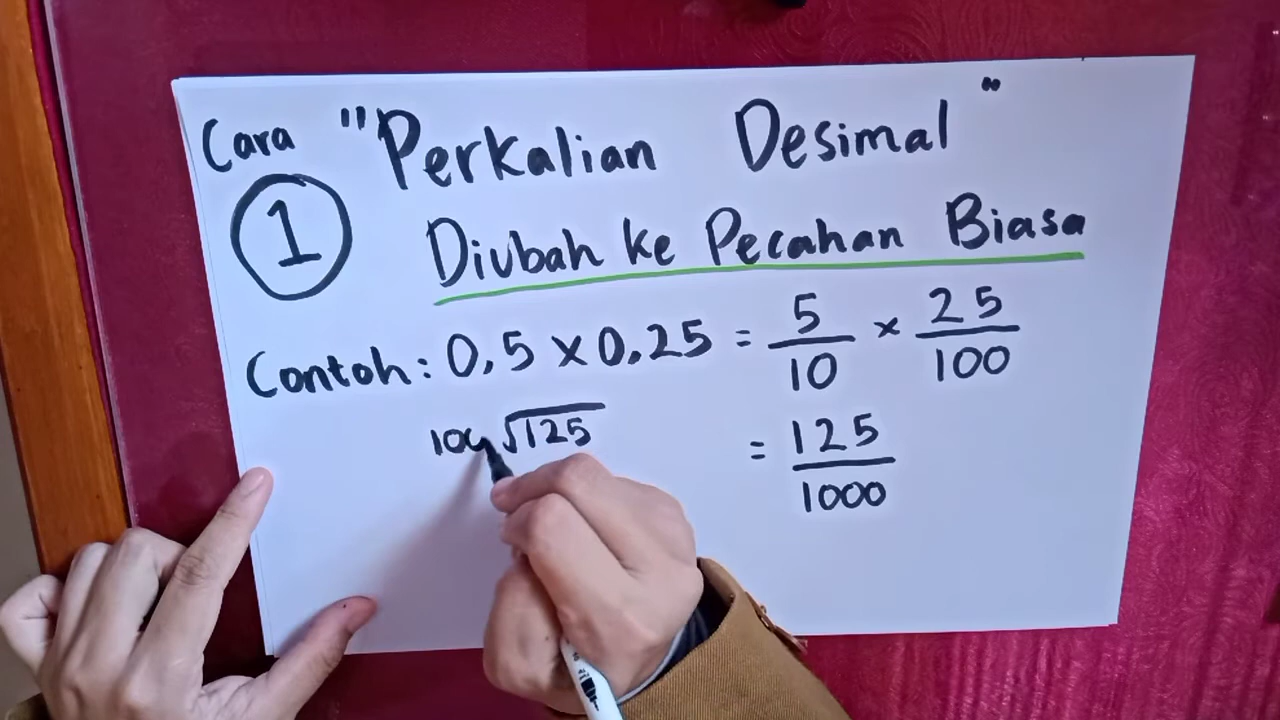 Cara "Perkalian Desimal"
1 Diubah ke Pecahan Biasa
Contoh: 0,5 × 0.25 = 5/10 × 25/100
100 √125 = 125/1000